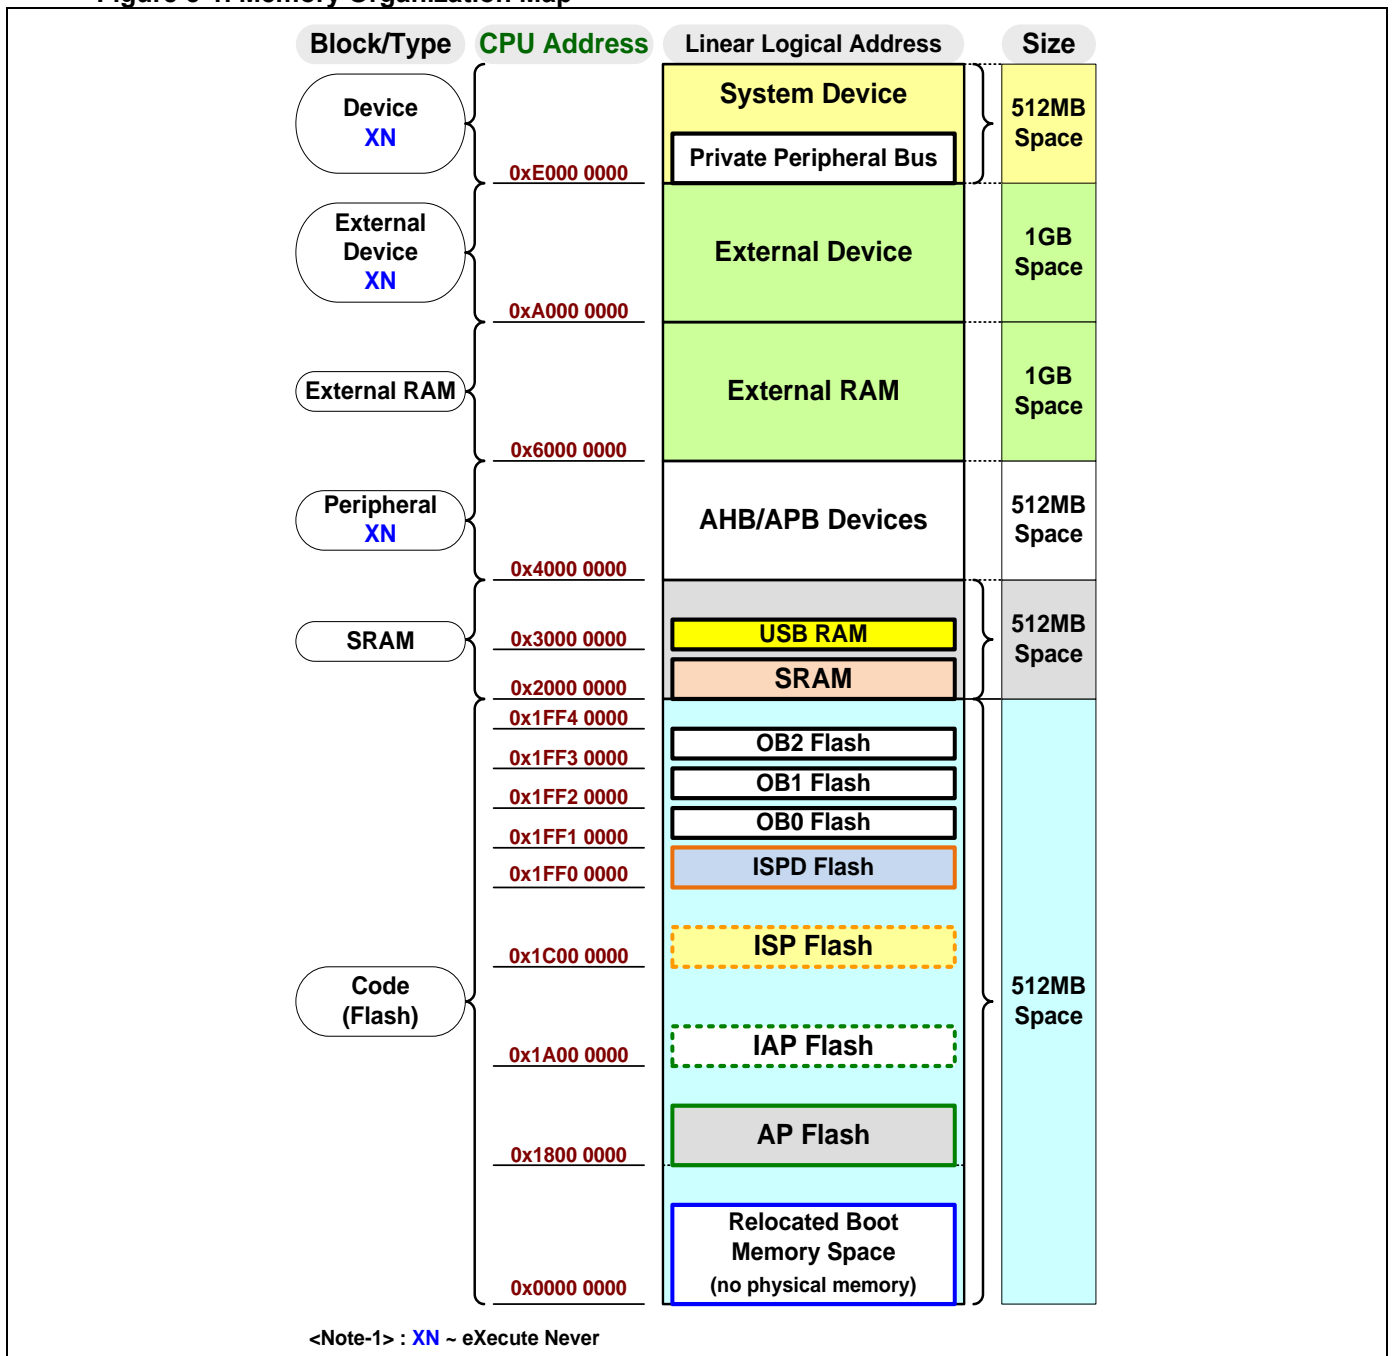 Block/Type CPU Address Linear Logical Address Size
System Device
Device
XN
512MB
Space
Private Peripheral Bus
0xE000 0000
External
Device
XN
External Device
1GB
Space
0xA000 0000
External RAM
External RAM
1GB
Space
0x6000 0000
Peripheral
XN
AHB/APB Devices
512MB
Space
0x4000 0000
SRAM
0x3000 0000
USB RAM
512MB
Space
0x2000 0000
SRAM
0x1FF4 0000
OB2 Flash
0x1FF3 0000
OB1 Flash
0x1FF2 0000
OB0 Flash
0x1FF1 0000
ISPD Flash
0x1FF0 0000
ISP Flash
0x1C00 0000
Code
(Flash)
512MB
Space
IAP Flash
0x1A00 0000
AP Flash
0x1800 0000
Relocated Boot
Memory Space
(no physical memory)
0x0000 0000
<Note-1> : XN ~ eXecute Never